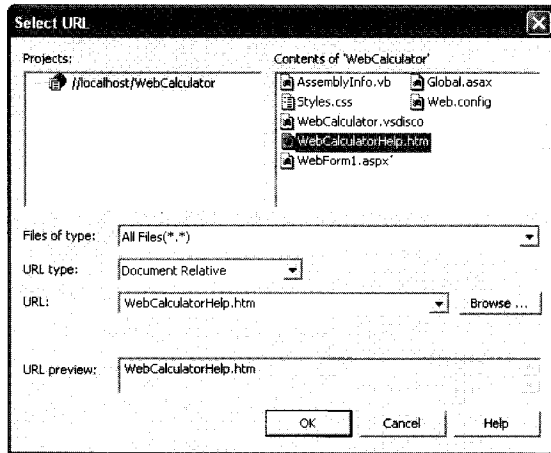 Select URL
Projects:
//localhost/WebCalculator
Contents of 'WebCalculator'
AssemblyInfo.vb
Global.asax
Styles.css
Web.config
WebCalculator.vsdisco
WebCalculatorHelp.htm
WebForm1.aspx
Files of type: All Files(*.*)
URL type: Document Relative
URL: WebCalculatorHelp.htm Browse ...
URL preview: WebCalculatorHelp.htm
OK Cancel Help